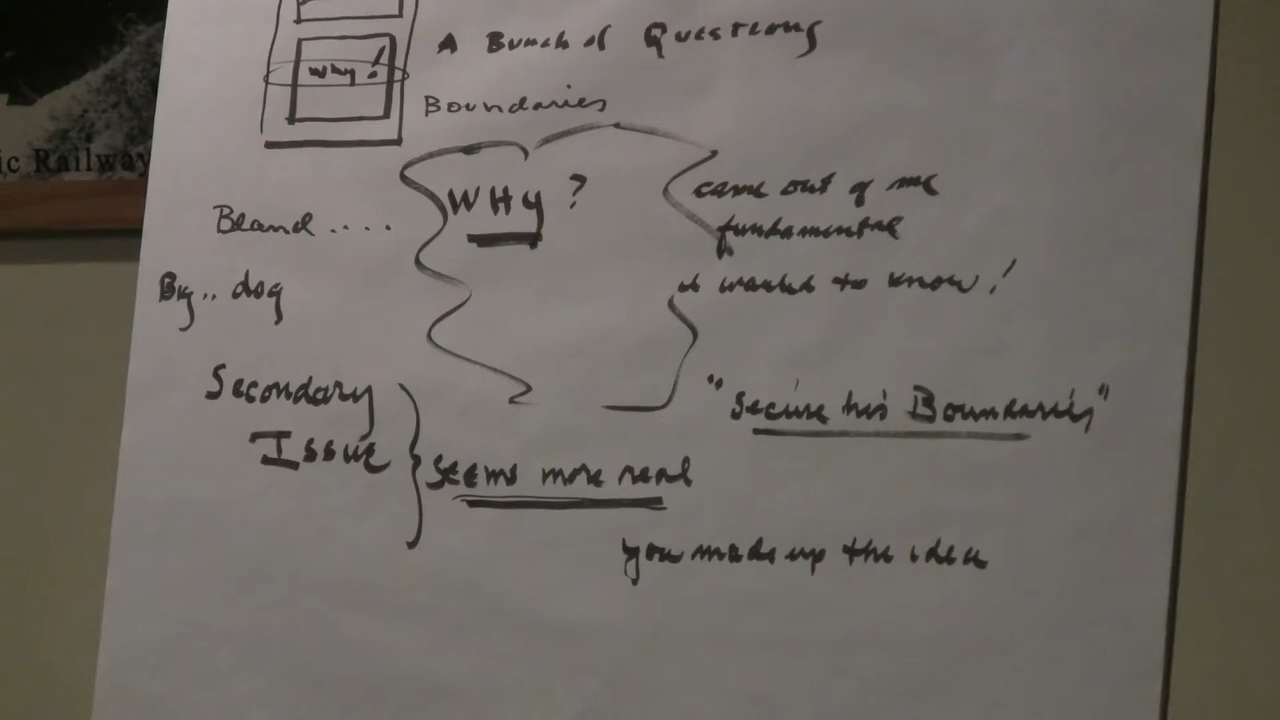 A Bunch of Questions
Why!
Boundaries
ic Railway
WHY?
came out of me
fundamental
Bland ....
I wanted to know!
Big.. dog
Secondary
Issue
"Secure his Boundaries"
Seems more real
you made up the idea